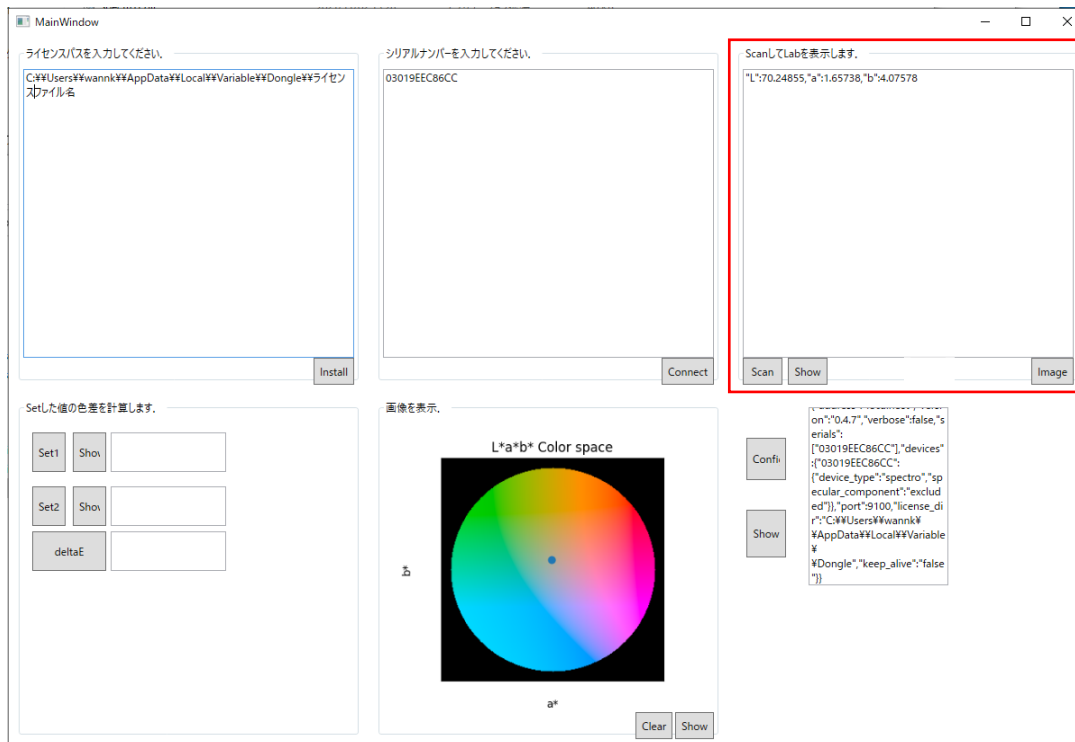 MainWindow
ライセンスパスを入力してください.
C:¥¥Users¥¥wannk¥¥AppData¥¥Local¥¥Variable¥¥Dongle¥¥ライセン
スファイル名
Install
シリアルナンバーを入力してください.
03019EEC86CC
Connect
ScanしてLabを表示します.
"L":70.24855,"a":1.65738,"b":4.07578
Scan
Show
Image
Setした値の色差を計算します.
Set1
Shov
Set2
Shov
deltaE
画像を表示.
L*a*b* Color space
b*
a*
Clear
Show
Confi
Show
on":"0.4.7","verbose":false,"s
erials":
["03019EEC86CC"],"devices"
:{"03019EEC86CC":
{"device_type":"spectro","sp
ecular_component":"exclud
ed"}},"port":9100,"license_di
r":"C:¥¥Users¥¥wannk¥
¥AppData¥¥Local¥¥Variable
¥
¥Dongle","keep_alive":"false
"}}